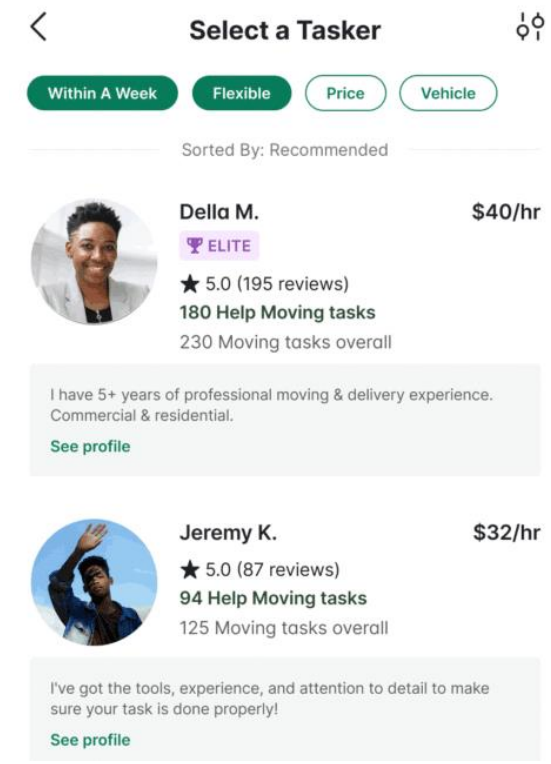 Select a Tasker
Within A Week Flexible Price Vehicle
Sorted By: Recommended
Della M. $40/hr
ELITE
5.0 (195 reviews)
180 Help Moving tasks
230 Moving tasks overall
I have 5+ years of professional moving & delivery experience.
Commercial & residential.
See profile
Jeremy K. $32/hr
5.0 (87 reviews)
94 Help Moving tasks
125 Moving tasks overall
I've got the tools, experience, and attention to detail to make
sure your task is done properly!
See profile